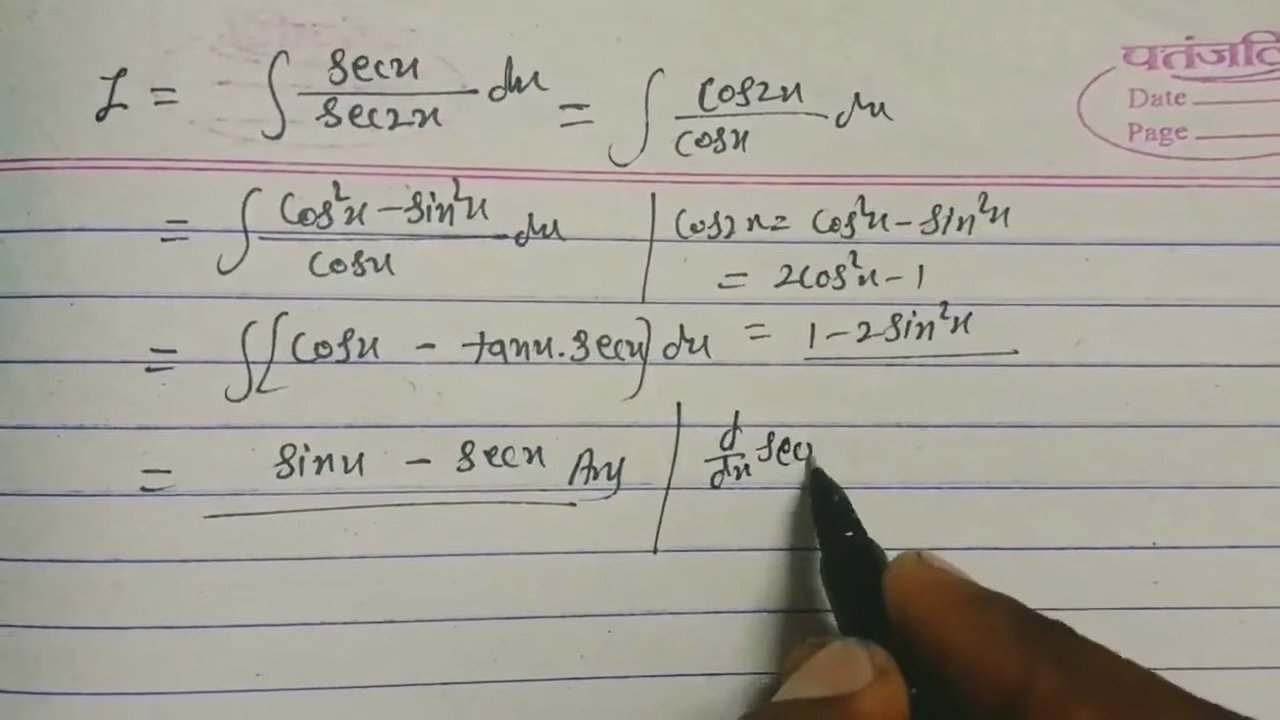 I = ∫ secx/sec2x dx = ∫ cos2x/cosx dx
पतंजलि
Date
Page
= ∫ cos²x – sin²x/cosx dx | cos2x = cos²x – sin²x
= 2cos²x – 1
= ∫[cosx – tanx.secx] dx = 1 – 2sin²x
= sinx – secx Ans | d/dx sec